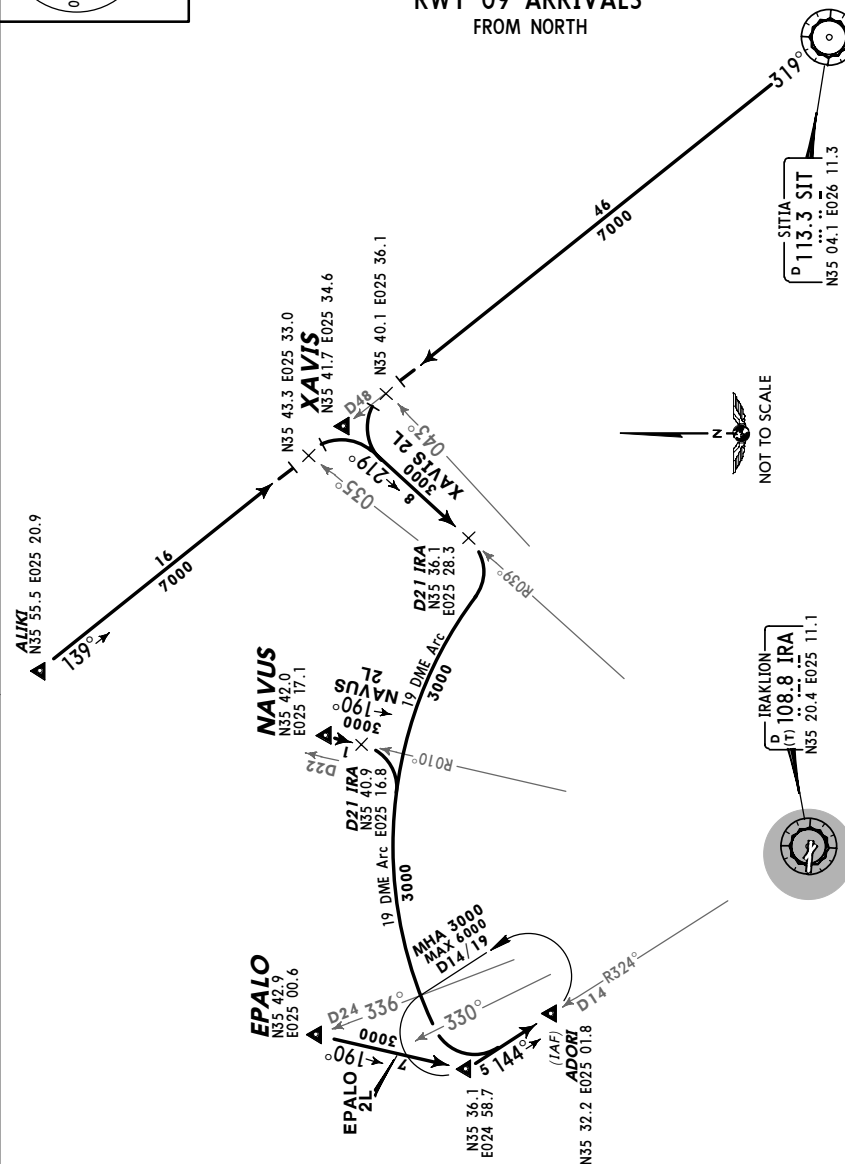 RWY 09 ARRIVALS
FROM NORTH
0
319°
SITIA
D 113.3 SIT
N35 04.1 E026 11.3
46
7000
N35 40.1 E025 36.1
N35 43.3 E025 33.0
XAVIS
N35 41.7 E025 34.6
D48
043°
035°
XAVIS 2L
3000
219°
8
D21 IRA
N35 36.1
E025 28.3
R039°
ALIKI
N35 55.5 E025 20.9
139°
16
7000
NAVUS
N35 42.0
E025 17.1
NAVUS
2L
190°
3000
1
D22
D21 IRA
N35 40.9
E025 16.8
R010°
19 DME Arc
3000
19 DME Arc
3000
N
NOT TO SCALE
IRAKLION
D
(T) 108.8 IRA
N35 20.4 E025 11.1
EPALO
N35 42.9
E025 00.6
D24
336°
330°
MHA 3000
MAX 6000
D14/19
190°
3000
7
EPALO
2L
N35 36.1
E024 58.7
5
144°
(IAF)
ADORI
N35 32.2 E025 01.8
D14
R324°